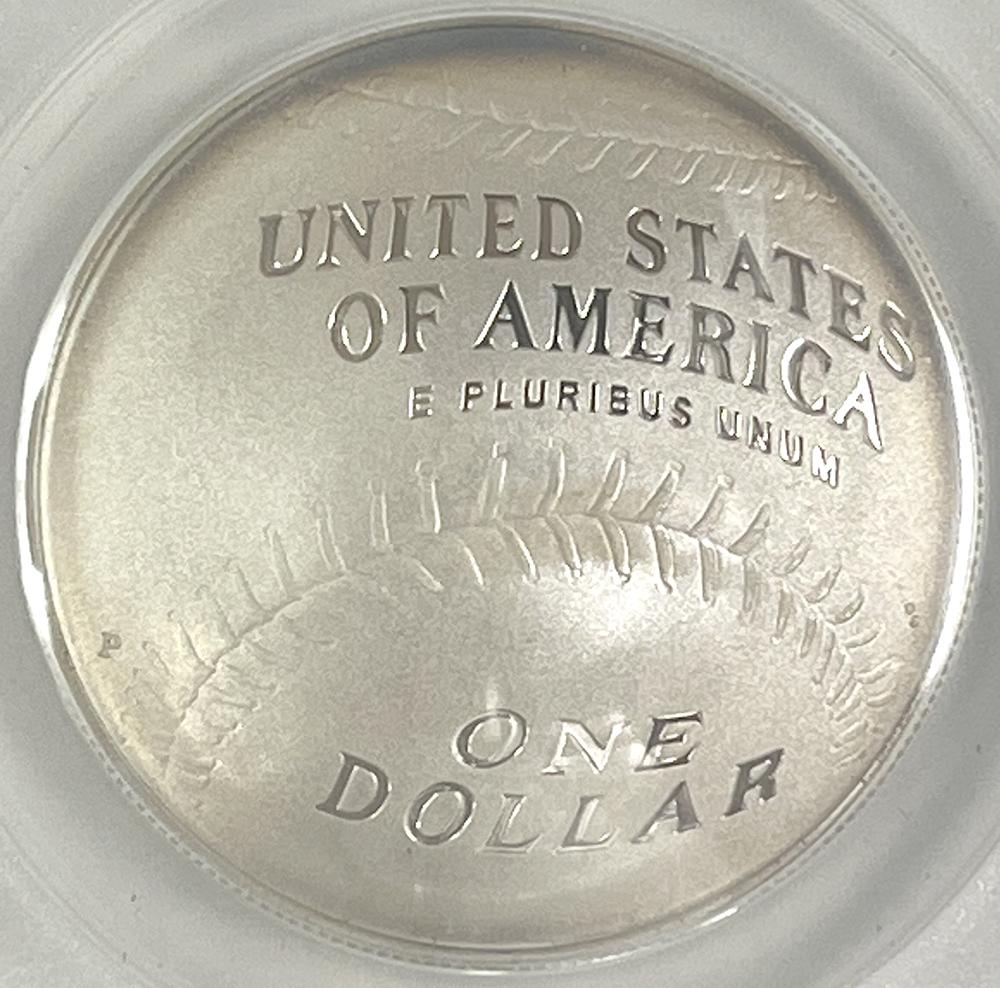 UNITED STATES
OF AMERICA
E PLURIBUS UNUM
P
ONE
DOLLAR